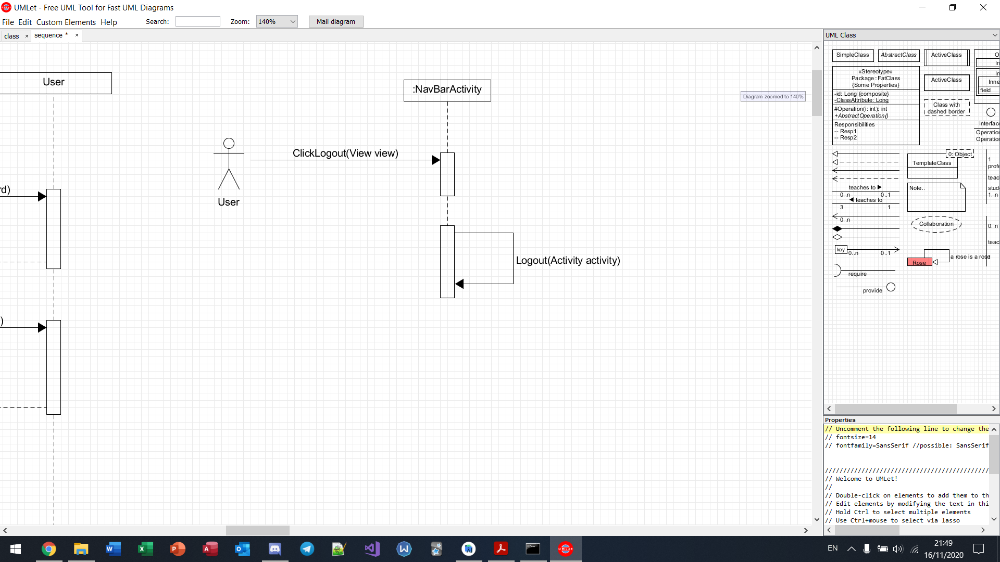 UMLet - Free UML Tool for Fast UML Diagrams
File Edit Custom Elements Help Search: Zoom: 140% Mail diagram
class × sequence * ×
User
:NavBarActivity
Diagram zoomed to 140%
ClickLogout(View view)
rd)
User
Logout(Activity activity)
)
UML Class
SimpleClass AbstractClass ActiveClass
«Stereotype»
Package::FatClass
{Some Properties}
-id: Long {composite}
-ClassAttribute: Long
#Operation(i: int): int
+AbstractOperation()
Responsibilities
-- Resp1
-- Resp2
ActiveClass
Class with
dashed border
O
In
In
Inne
field
Interfac
Operation
Operation
0: Object
TemplateClass
1
profe
teac
stud
1..n
teaches to
0..n 0..1
teaches to
3 1
0..n
Note..
Collaboration
0..n
teac
key 0..n 0..1
a rose is a rose
1
Rose
require
provide
Properties
// Uncomment the following line to change the
// fontsize=14
// fontfamily=SansSerif //possible: SansSerif
/////////////////////////////////////////////
// Welcome to UMLet!
//
// Double-click on elements to add them to th
// Edit elements by modifying the text in thi
// Hold Ctrl to select multiple elements
// Use Ctrl+mouse to select via lasso
EN
21:49
16/11/2020
UMLet